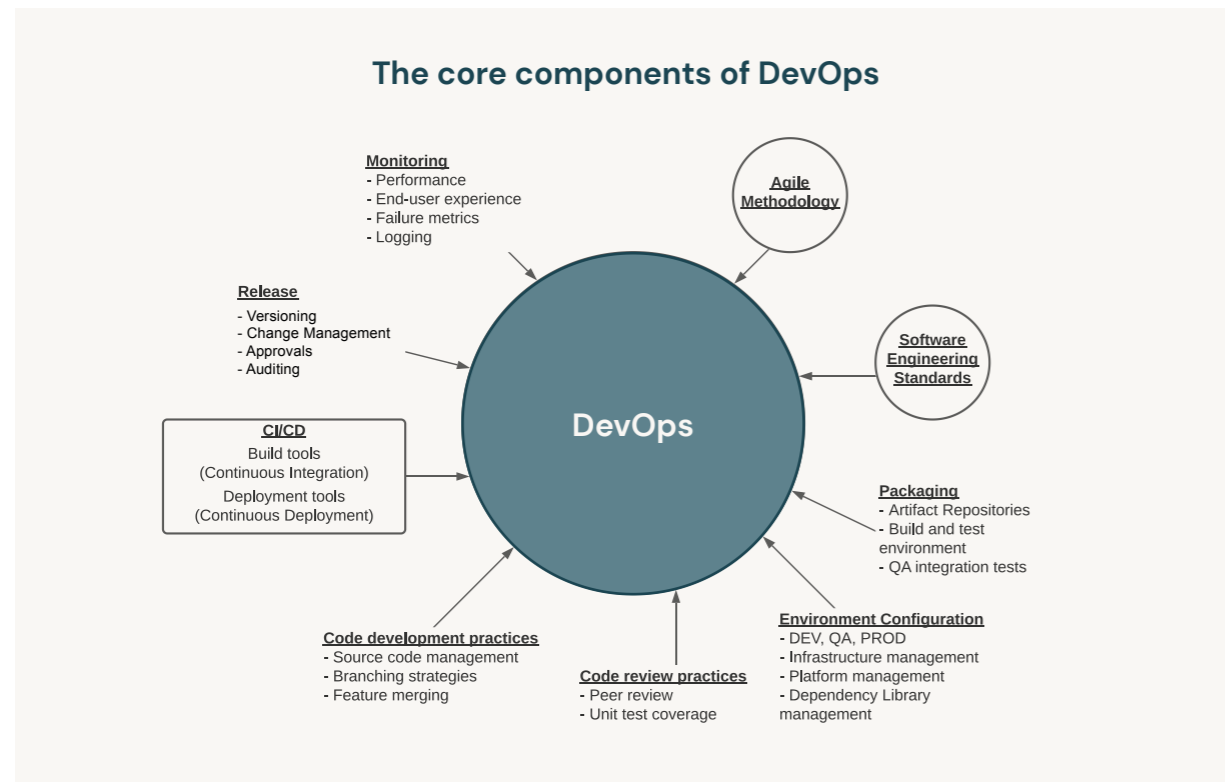 The core components of DevOps
Monitoring
- Performance
- End-user experience
- Failure metrics
- Logging
Agile
Methodology
Release
- Versioning
- Change Management
- Approvals
- Auditing
Software
Engineering
Standards
CI/CD
Build tools
(Continuous Integration)
Deployment tools
(Continuous Deployment)
DevOps
Packaging
- Artifact Repositories
- Build and test
environment
- QA integration tests
Code development practices
- Source code management
- Branching strategies
- Feature merging
Code review practices
- Peer review
- Unit test coverage
Environment Configuration
- DEV, QA, PROD
- Infrastructure management
- Platform management
- Dependency Library
management